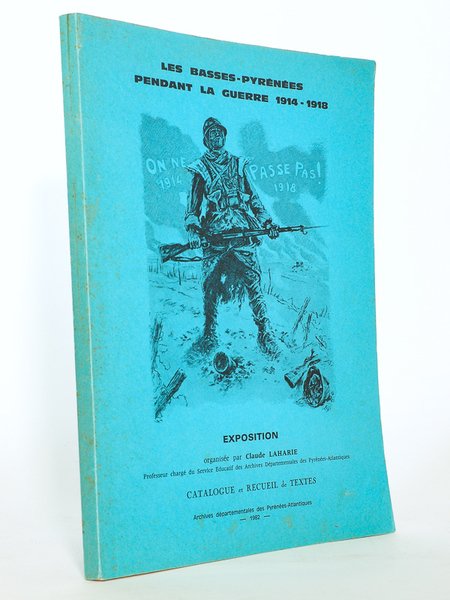 LES BASSES-PYRÉNÉES
PENDANT LA GUERRE 1914-1918
ON NE PASSE PAS!
1914 1918
EXPOSITION
organisée par Claude LAHARIE
Professeur chargé du Service Educatif des Archives Départementales des Pyrénées-Atlantiques
CATALOGUE et RECUEIL de TEXTES
Archives départementales des Pyrénées-Atlantiques
— 1982 —